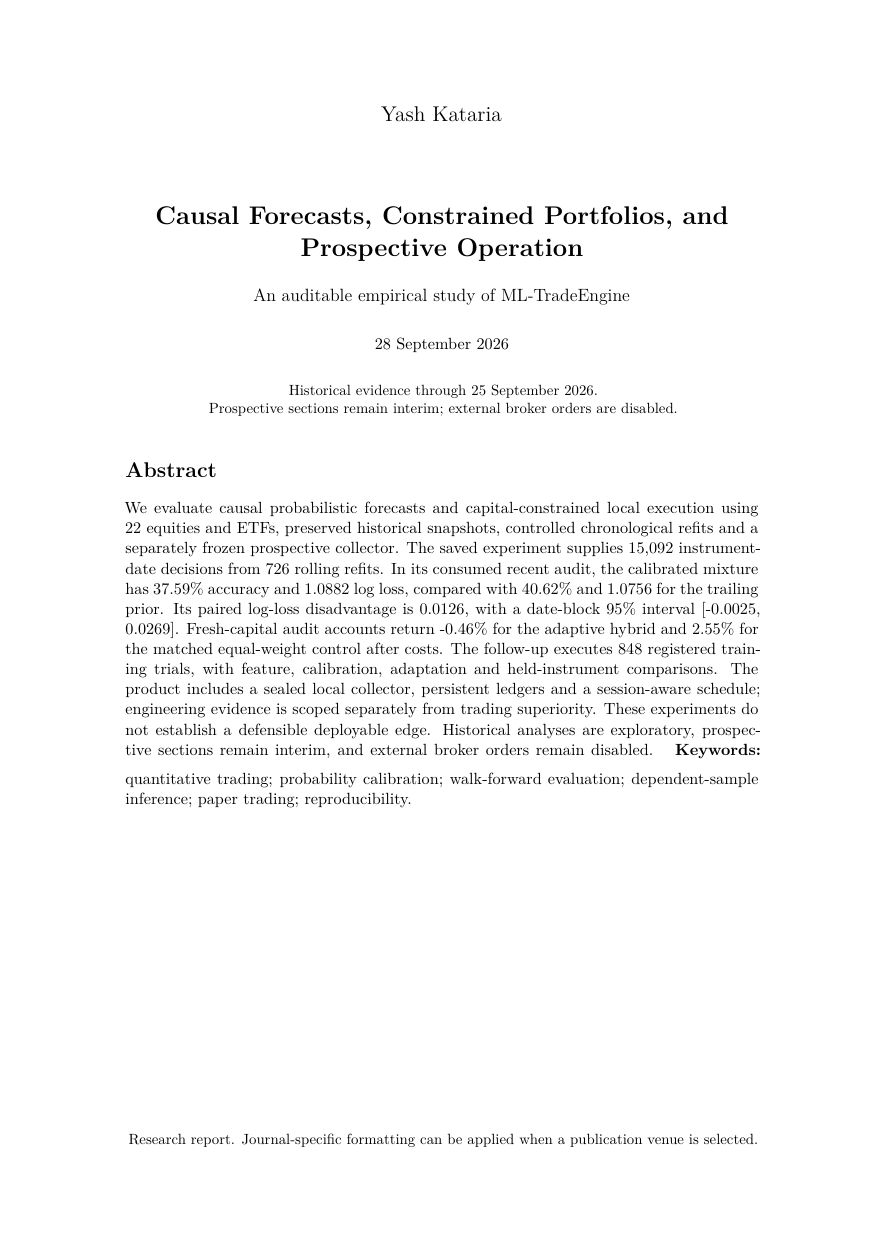 Yash Kataria
Causal Forecasts, Constrained Portfolios, and
Prospective Operation
An auditable empirical study of ML-TradeEngine
28 September 2026
Historical evidence through 25 September 2026.
Prospective sections remain interim; external broker orders are disabled.
Abstract
We evaluate causal probabilistic forecasts and capital-constrained local execution using
22 equities and ETFs, preserved historical snapshots, controlled chronological refits and a
separately frozen prospective collector. The saved experiment supplies 15,092 instrument-
date decisions from 726 rolling refits. In its consumed recent audit, the calibrated mixture
has 37.59% accuracy and 1.0882 log loss, compared with 40.62% and 1.0756 for the trailing
prior. Its paired log-loss disadvantage is 0.0126, with a date-block 95% interval [-0.0025,
0.0269]. Fresh-capital audit accounts return -0.46% for the adaptive hybrid and 2.55% for
the matched equal-weight control after costs. The follow-up executes 848 registered train-
ing trials, with feature, calibration, adaptation and held-instrument comparisons. The
product includes a sealed local collector, persistent ledgers and a session-aware schedule;
engineering evidence is scoped separately from trading superiority. These experiments do
not establish a defensible deployable edge. Historical analyses are exploratory, prospec-
tive sections remain interim, and external broker orders remain disabled. Keywords:
quantitative trading; probability calibration; walk-forward evaluation; dependent-sample
inference; paper trading; reproducibility.
Research report. Journal-specific formatting can be applied when a publication venue is selected.